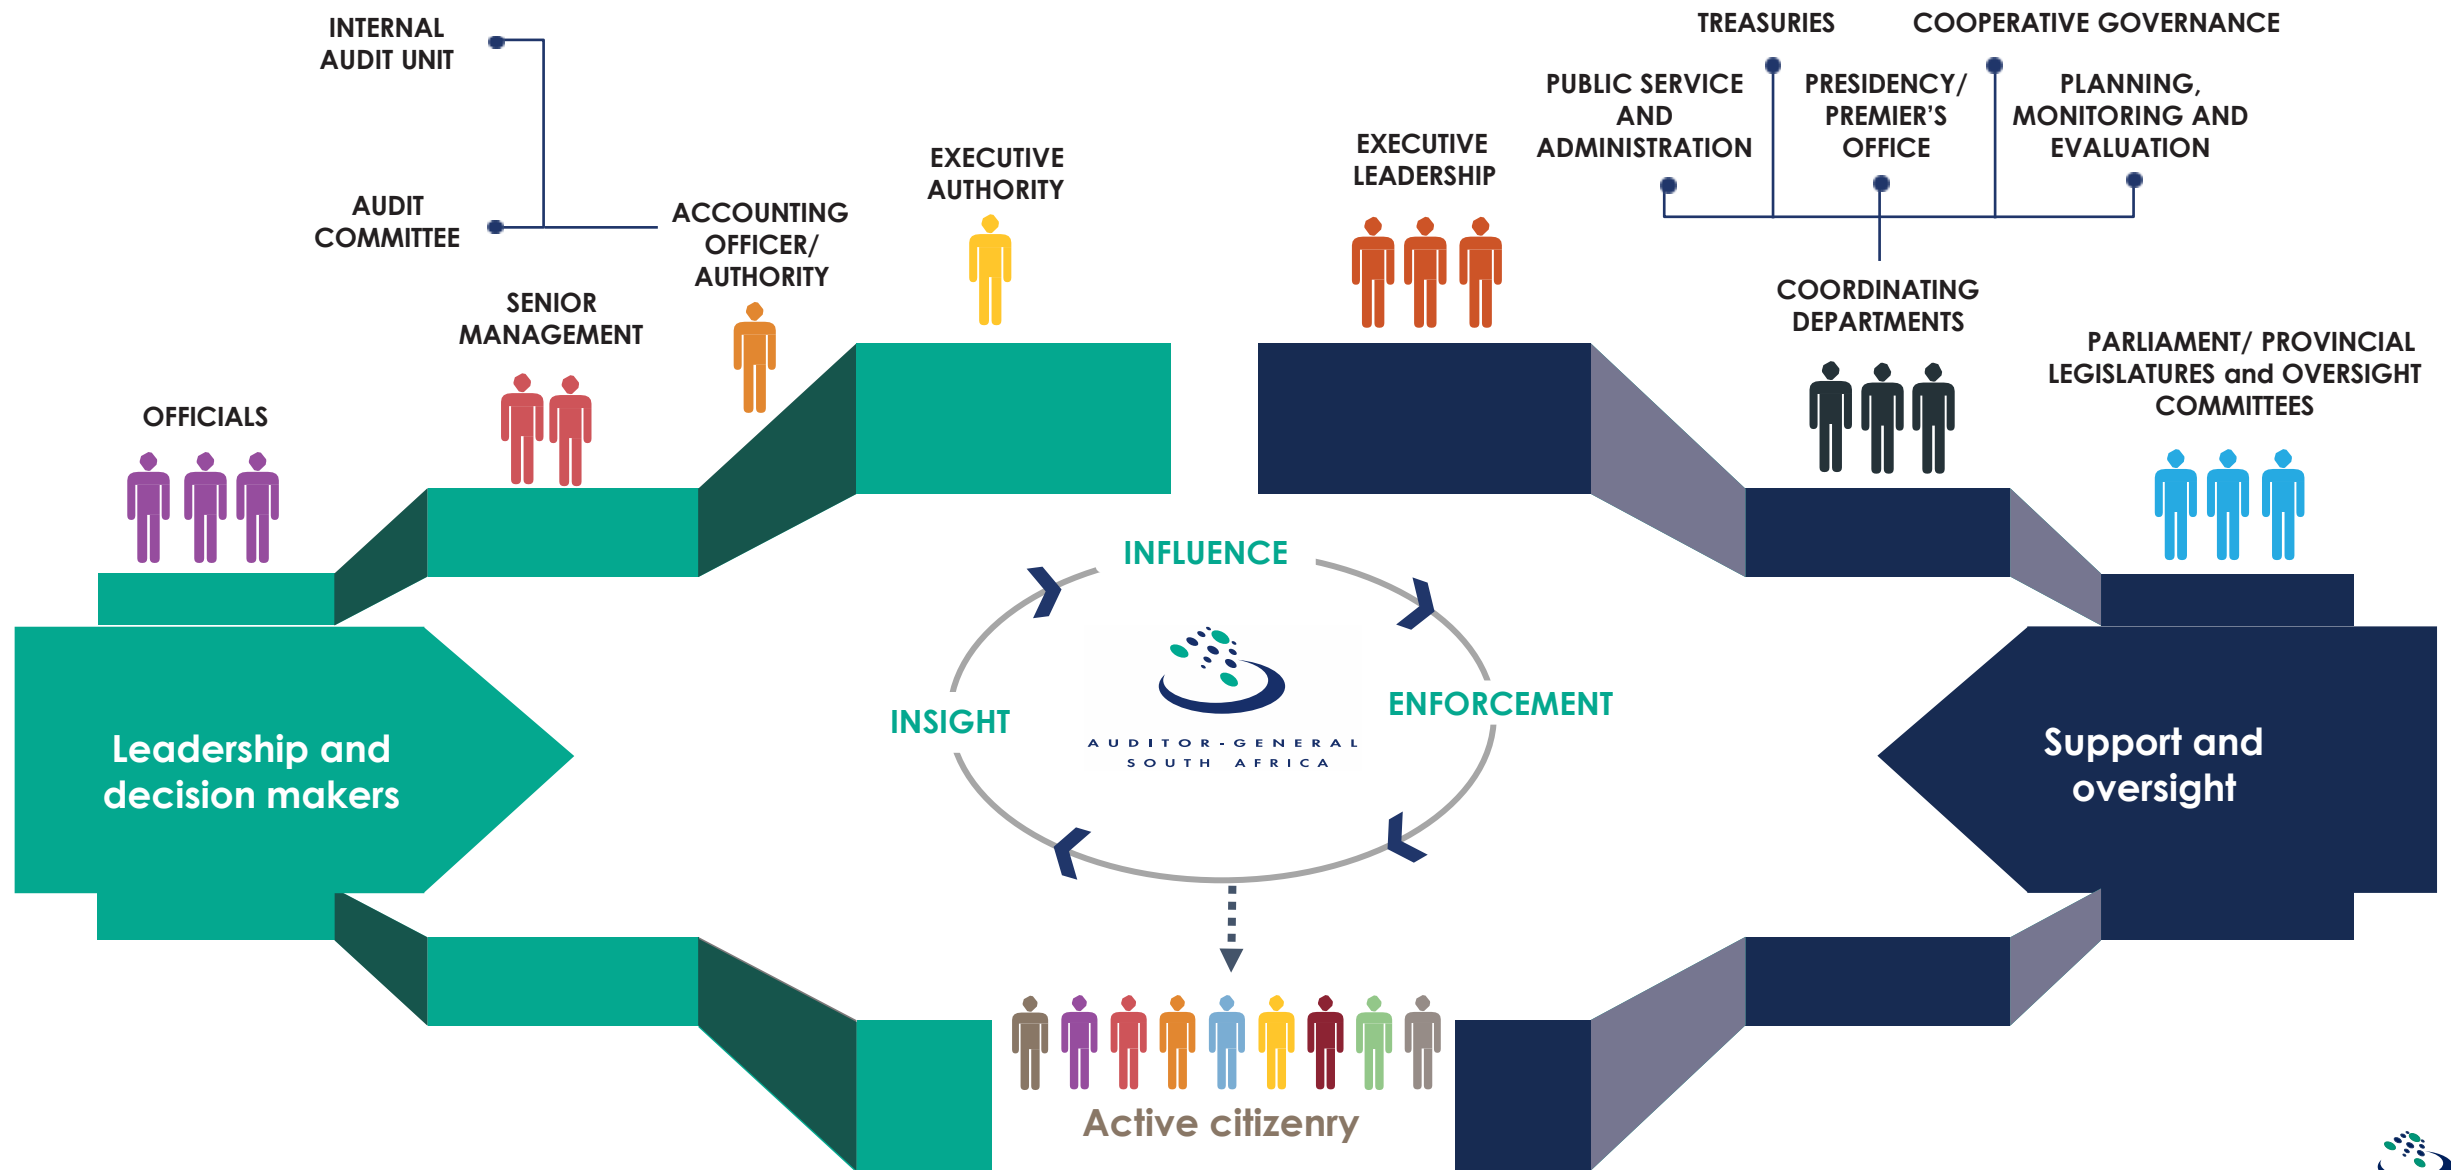 INTERNAL
AUDIT UNIT
AUDIT
COMMITTEE
ACCOUNTING
OFFICER/
AUTHORITY
EXECUTIVE
AUTHORITY
SENIOR
MANAGEMENT
OFFICIALS
EXECUTIVE
LEADERSHIP
TREASURIES
COOPERATIVE GOVERNANCE
PUBLIC SERVICE
AND
ADMINISTRATION
PRESIDENCY/
PREMIER'S
OFFICE
PLANNING,
MONITORING AND
EVALUATION
COORDINATING
DEPARTMENTS
PARLIAMENT/ PROVINCIAL
LEGISLATURES and OVERSIGHT
COMMITTEES
INFLUENCE
INSIGHT
ENFORCEMENT
AUDITOR-GENERAL
SOUTH AFRICA
Leadership and
decision makers
Support and
oversight
Active citizenry